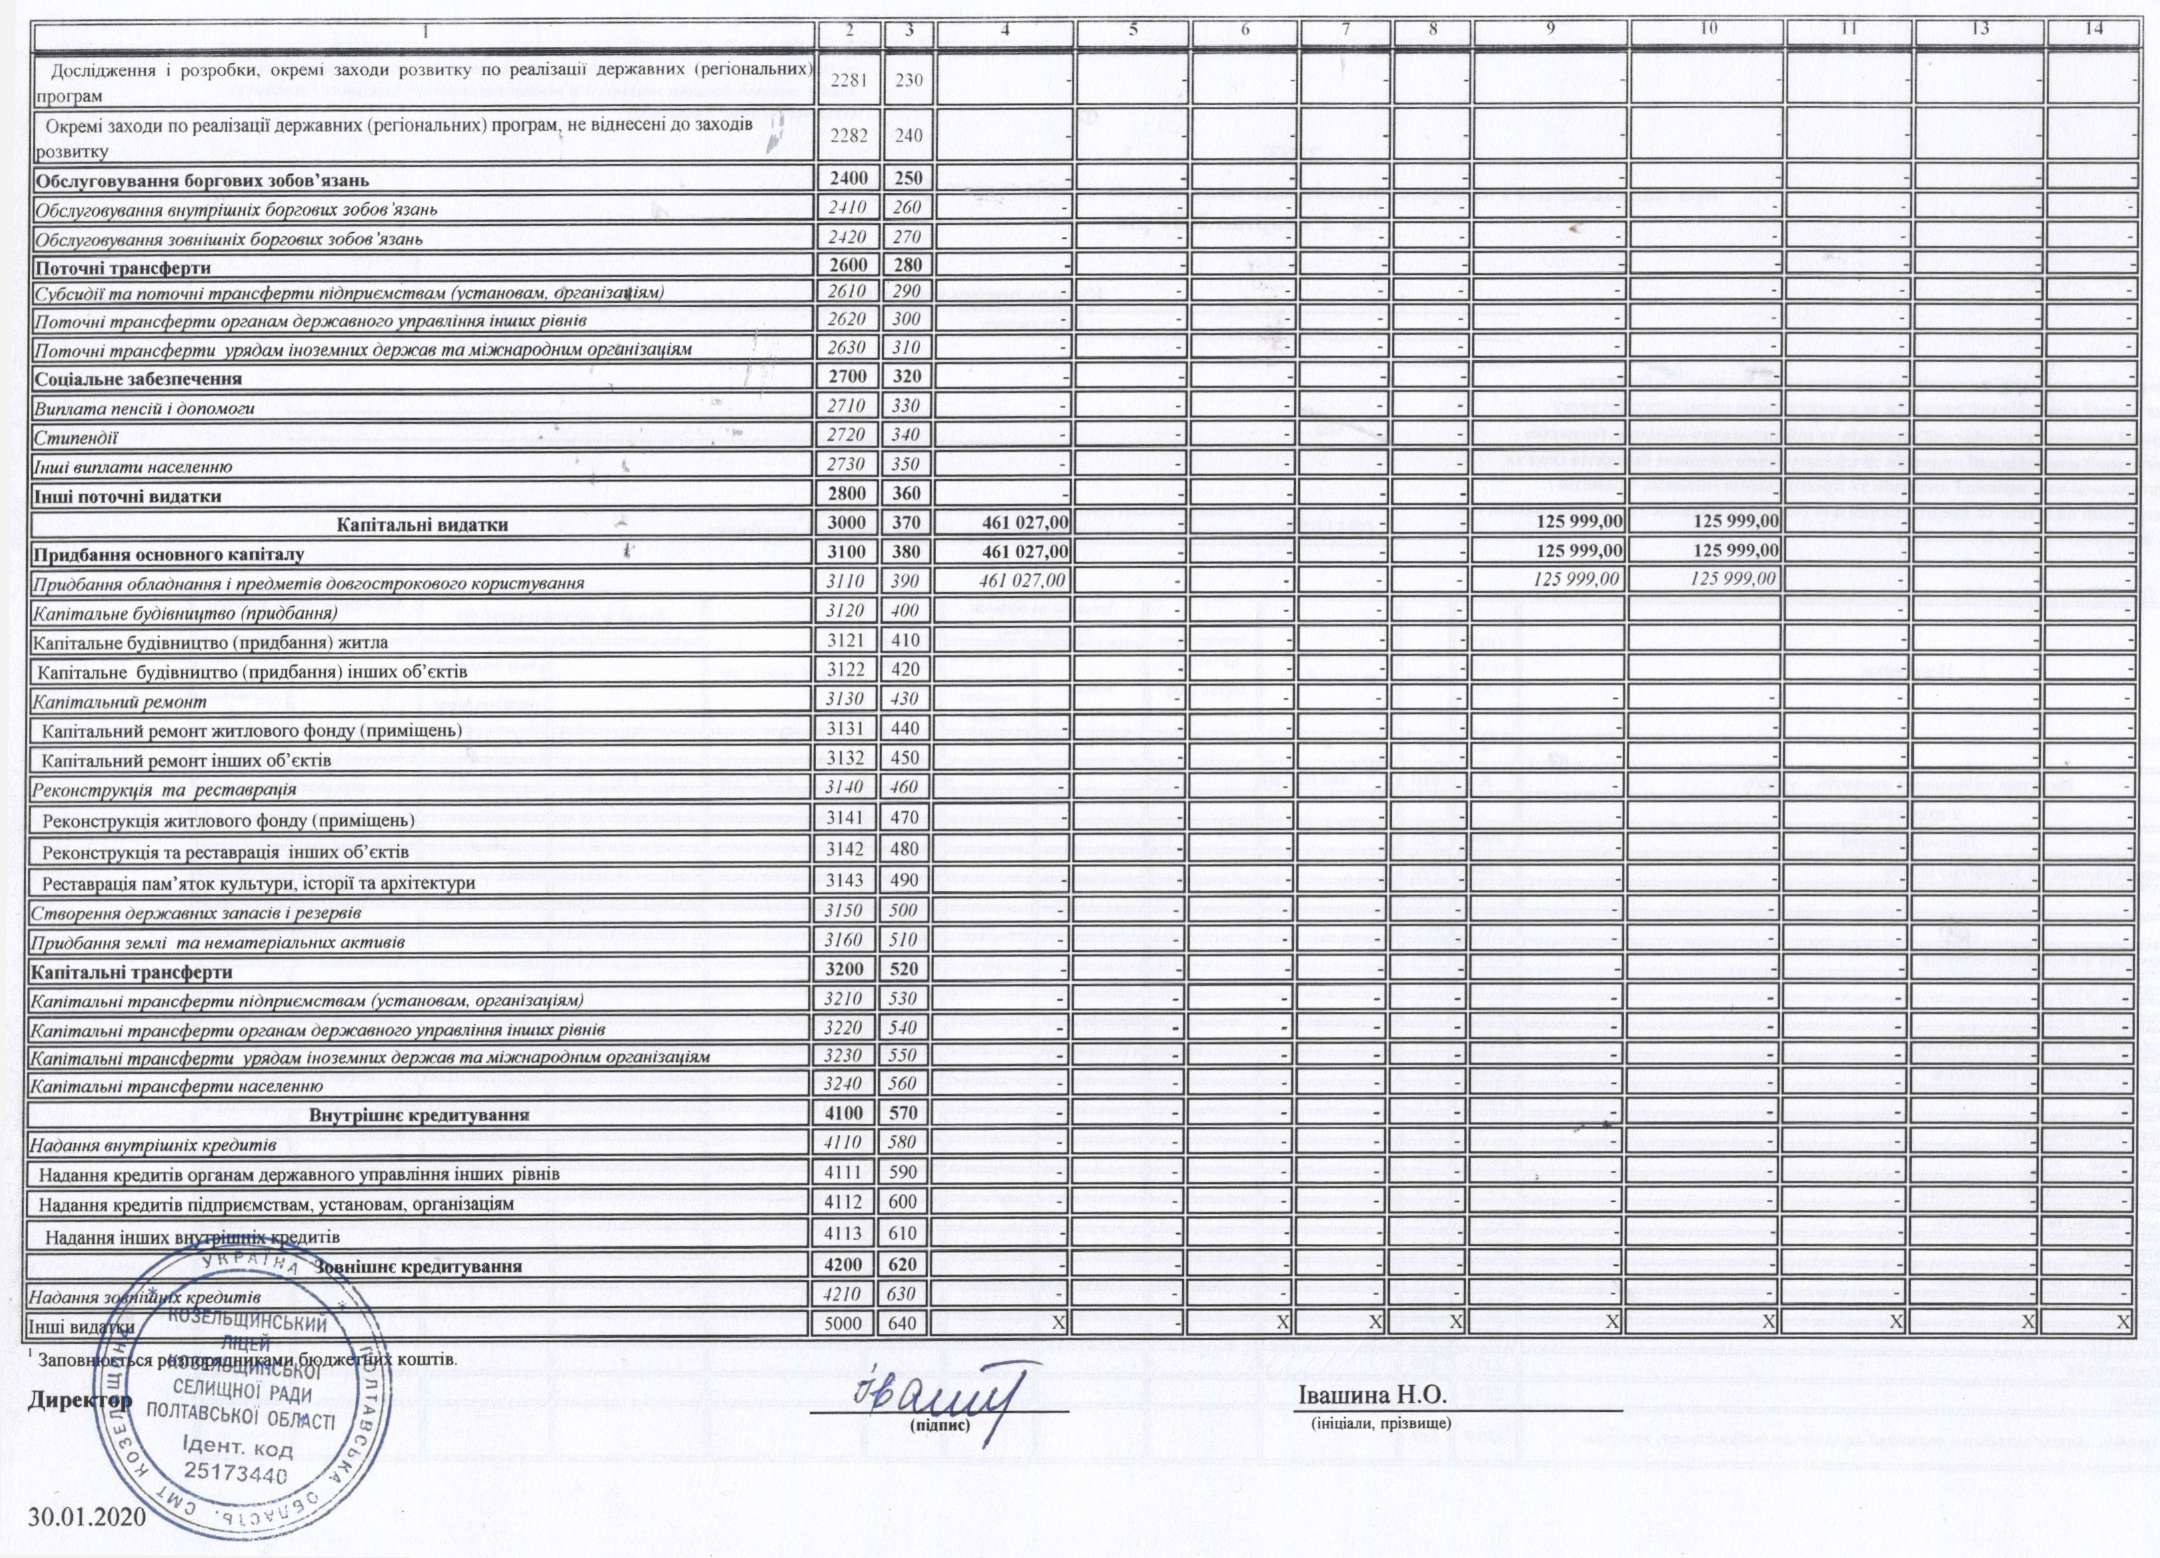 1 2 3 4 5 6 7 8 9 10 11 13 14
Дослідження і розробки, окремі заходи розвитку по реалізації державних (регіональних) 2281 230 - - - - - - - - - -
програм
Окремі заходи по реалізації державних (регіональних) програм, не віднесені до заходів 2282 240 - - - - - - - - - -
розвитку
Обслуговування боргових зобов’язань 2400 250 - - - - - - - - - -
Обслуговування внутрішніх боргових зобов’язань 2410 260 - - - - - - - - - -
Обслуговування зовнішніх боргових зобов’язань 2420 270 - - - - - - - - - -
Поточні трансферти 2600 280 - - - - - - - - - -
Субсидії та поточні трансферти підприємствам (установам, організаціям) 2610 290 - - - - - - - - - -
Поточні трансферти органам державного управління інших рівнів 2620 300 - - - - - - - - - -
Поточні трансферти урядам іноземних держав та міжнародним організаціям 2630 310 - - - - - - - - - -
Соціальне забезпечення 2700 320 - - - - - - - - - -
Виплата пенсій і допомоги 2710 330 - - - - - - - - - -
Стипендії 2720 340 - - - - - - - - - -
Інші виплати населенню 2730 350 - - - - - - - - - -
Інші поточні видатки 2800 360 - - - - - - - - - -
Капітальні видатки 3000 370 461 027,00 - - - - 125 999,00 125 999,00 - - -
Придбання основного капіталу 3100 380 461 027,00 - - - - 125 999,00 125 999,00 - - -
Придбання обладнання і предметів довгострокового користування 3110 390 461 027,00 - - - - 125 999,00 125 999,00 - - -
Капітальне будівництво (придбання) 3120 400 - - - - - - - - - -
Капітальне будівництво (придбання) житла 3121 410 - - - - - - - - - -
Капітальне будівництво (придбання) інших об’єктів 3122 420 - - - - - - - - - -
Капітальний ремонт 3130 430 - - - - - - - - - -
Капітальний ремонт житлового фонду (приміщень) 3131 440 - - - - - - - - - -
Капітальний ремонт інших об’єктів 3132 450 - - - - - - - - - -
Реконструкція та реставрація 3140 460 - - - - - - - - - -
Реконструкція житлового фонду (приміщень) 3141 470 - - - - - - - - - -
Реконструкція та реставрація інших об’єктів 3142 480 - - - - - - - - - -
Реставрація пам’яток культури, історії та архітектури 3143 490 - - - - - - - - - -
Створення державних запасів і резервів 3150 500 - - - - - - - - - -
Придбання землі та нематеріальних активів 3160 510 - - - - - - - - - -
Капітальні трансферти 3200 520 - - - - - - - - - -
Капітальні трансферти підприємствам (установам, організаціям) 3210 530 - - - - - - - - - -
Капітальні трансферти органам державного управління інших рівнів 3220 540 - - - - - - - - - -
Капітальні трансферти урядам іноземних держав та міжнародним організаціям 3230 550 - - - - - - - - - -
Капітальні трансферти населенню 3240 560 - - - - - - - - - -
Внутрішнє кредитування 4100 570 - - - - - - - - - -
Надання внутрішніх кредитів 4110 580 - - - - - - - - - -
Надання кредитів органам державного управління інших рівнів 4111 590 - - - - - - - - - -
Надання кредитів підприємствам, установам, організаціям 4112 600 - - - - - - - - - -
Надання інших внутрішніх кредитів 4113 610 - - - - - - - - - -
Зовнішнє кредитування 4200 620 - - - - - - - - - -
Надання зовнішніх кредитів 4210 630 - - - - - - - - - -
Інші видатки 5000 640 X - X X X X X X X X
1 Заповнюється розпорядниками бюджетних коштів.
Директор Івашина Н.О.
(підпис) (ініціали, прізвище)
УКРАЇНА * ПОЛТАВСЬКА ОБЛАСТЬ, СМТ КОЗЕЛЬЩИНА *
КОЗЕЛЬЩИНСЬКИЙ
ЛІЦЕЙ
КОЗЕЛЬЩИНСЬКОЇ
СЕЛИЩНОЇ РАДИ
ПОЛТАВСЬКОЇ ОБЛАСТІ
Ідент. код
25173440
30.01.2020